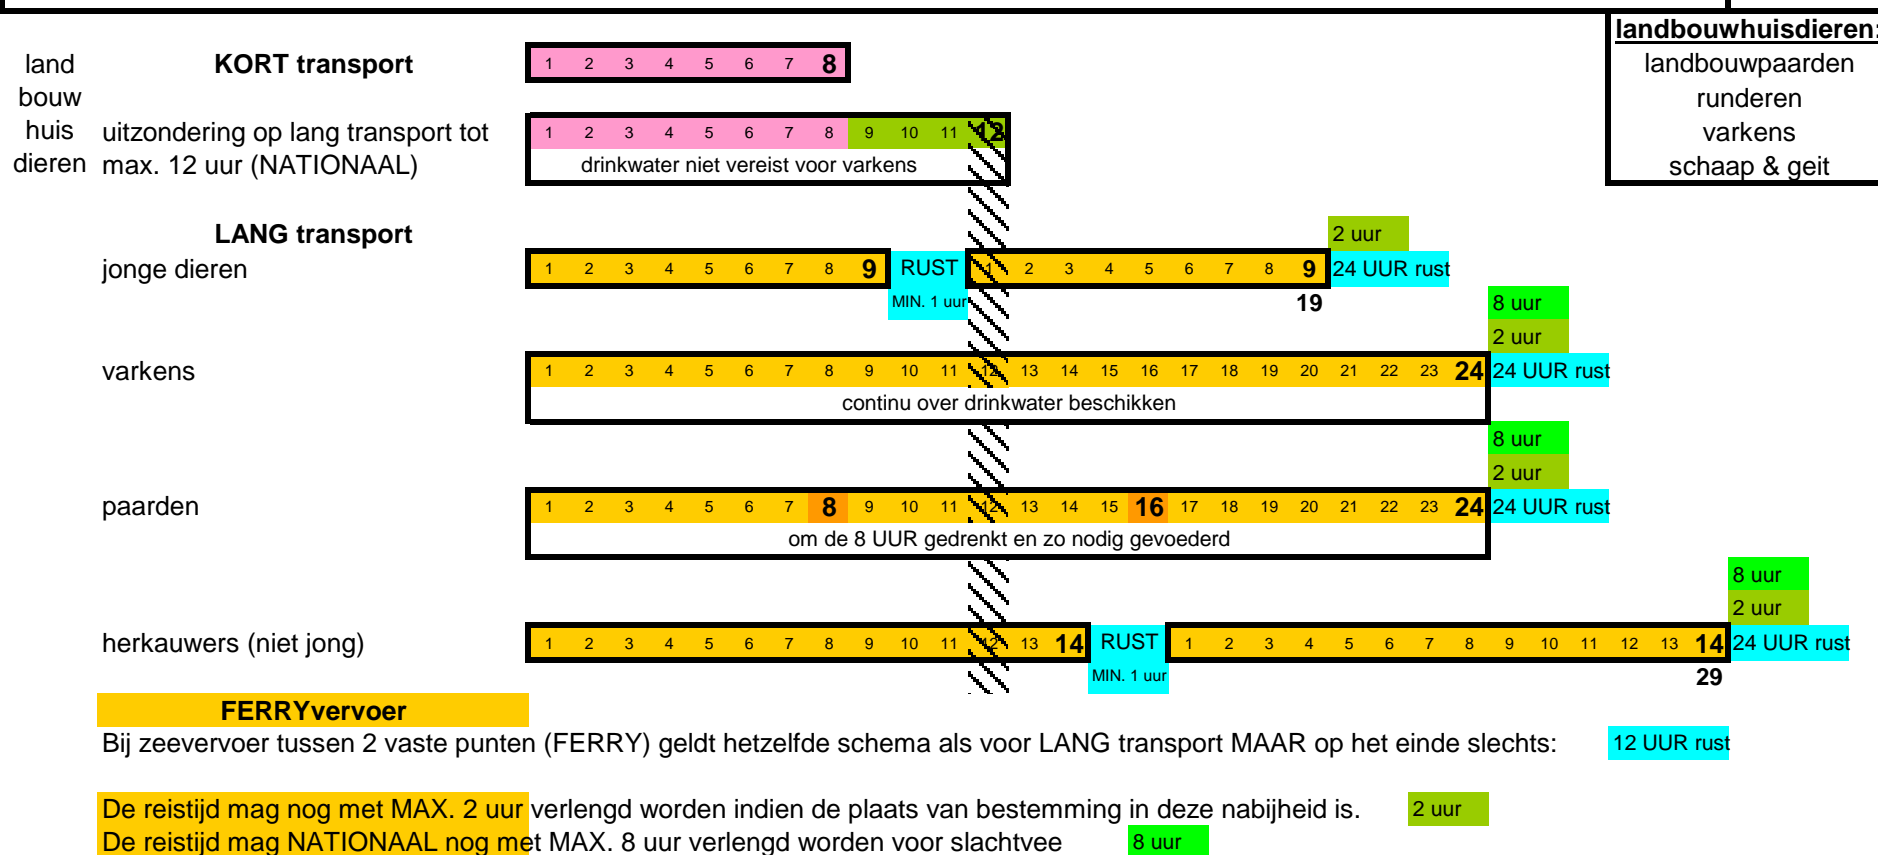 landbouwhuisdieren:
land KORT transport 1 2 3 4 5 6 7 8 landbouwpaarden
bouw runderen
huis uitzondering op lang transport tot 1 2 3 4 5 6 7 8 9 10 11 12 varkens
dieren max. 12 uur (NATIONAAL) drinkwater niet vereist voor varkens schaap & geit
LANG transport 2 uur
jonge dieren 1 2 3 4 5 6 7 8 9 RUST 1 2 3 4 5 6 7 8 9 24 UUR rust
MIN. 1 uur 19 8 uur
2 uur
varkens 1 2 3 4 5 6 7 8 9 10 11 12 13 14 15 16 17 18 19 20 21 22 23 24 24 UUR rust
continu over drinkwater beschikken
8 uur
2 uur
paarden 1 2 3 4 5 6 7 8 9 10 11 12 13 14 15 16 17 18 19 20 21 22 23 24 24 UUR rust
om de 8 UUR gedrenkt en zo nodig gevoederd
8 uur
2 uur
herkauwers (niet jong) 1 2 3 4 5 6 7 8 9 10 11 12 13 14 RUST 1 2 3 4 5 6 7 8 9 10 11 12 13 14 24 UUR rust
MIN. 1 uur 29
FERRYvervoer
Bij zeevervoer tussen 2 vaste punten (FERRY) geldt hetzelfde schema als voor LANG transport MAAR op het einde slechts: 12 UUR rust
De reistijd mag nog met MAX. 2 uur verlengd worden indien de plaats van bestemming in deze nabijheid is. 2 uur
De reistijd mag NATIONAAL nog met MAX. 8 uur verlengd worden voor slachtvee 8 uur